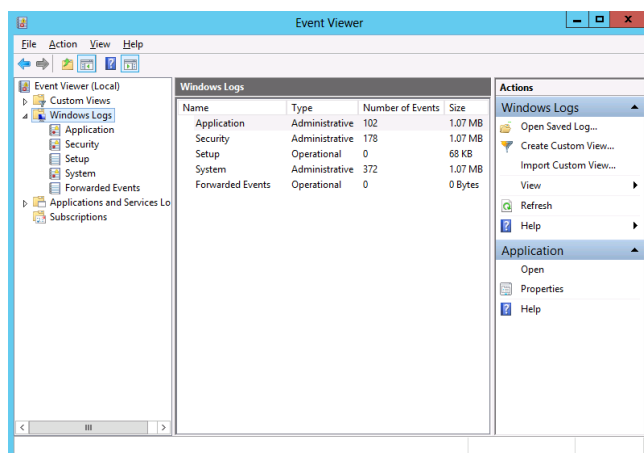 Event Viewer
File Action View Help
Event Viewer (Local)
Custom Views
Windows Logs
Application
Security
Setup
System
Forwarded Events
Applications and Services Lo
Subscriptions
Windows Logs
Name Type Number of Events Size
Application Administrative 102 1.07 MB
Security Administrative 178 1.07 MB
Setup Operational 0 68 KB
System Administrative 372 1.07 MB
Forwarded Events Operational 0 0 Bytes
Actions
Windows Logs
Open Saved Log...
Create Custom View...
Import Custom View...
View
Refresh
Help
Application
Open
Properties
Help